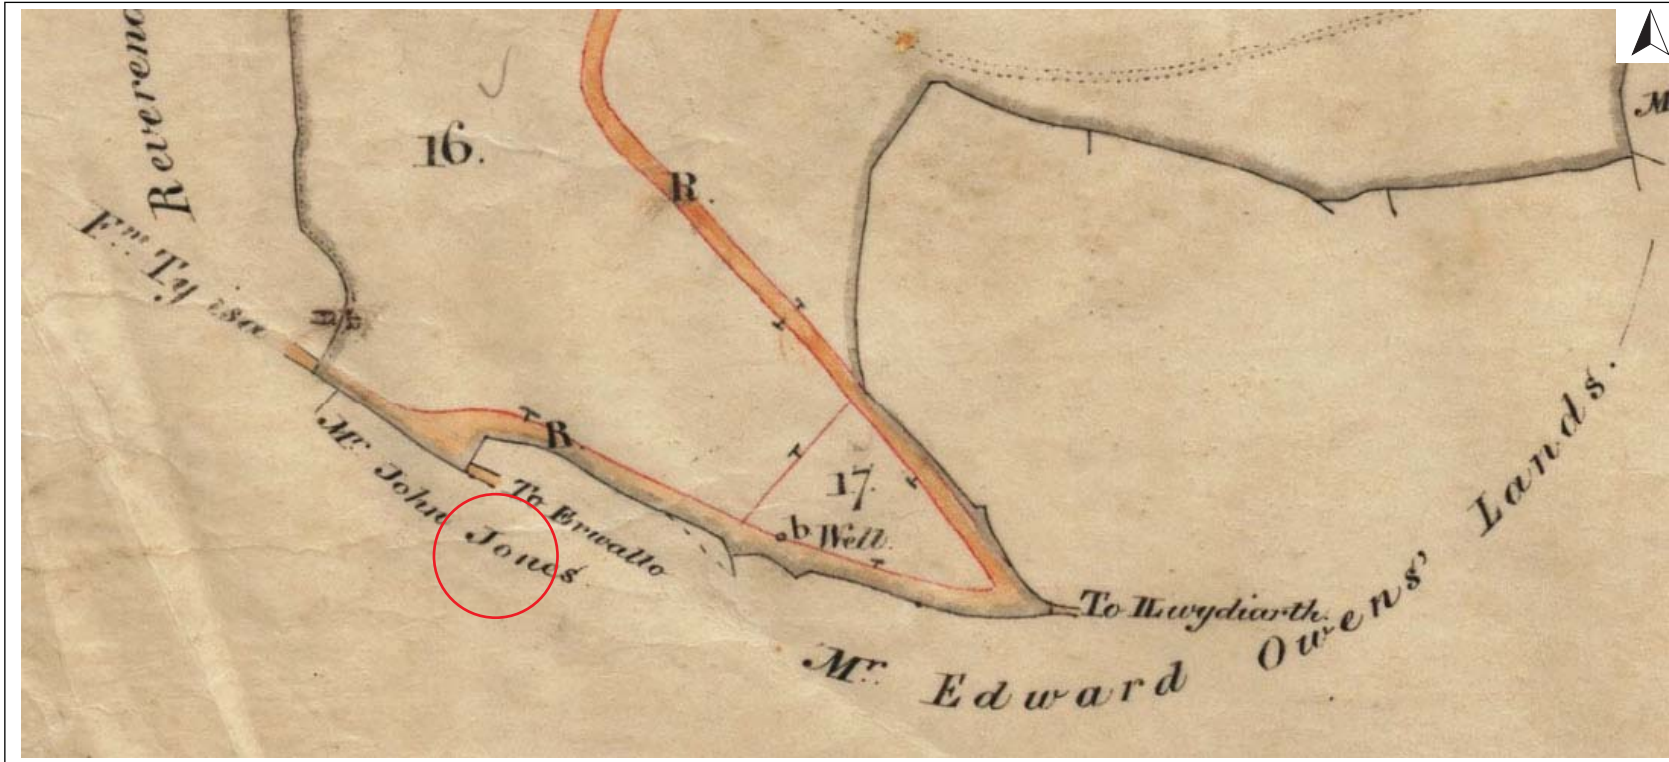 Reverend
16.
R.
M
Fm. Ty isa
Mr. John Jones
R.
To Erwallo
17.
b Well.
To Llwydiarth.
Mr. Edward Owens' Lands.